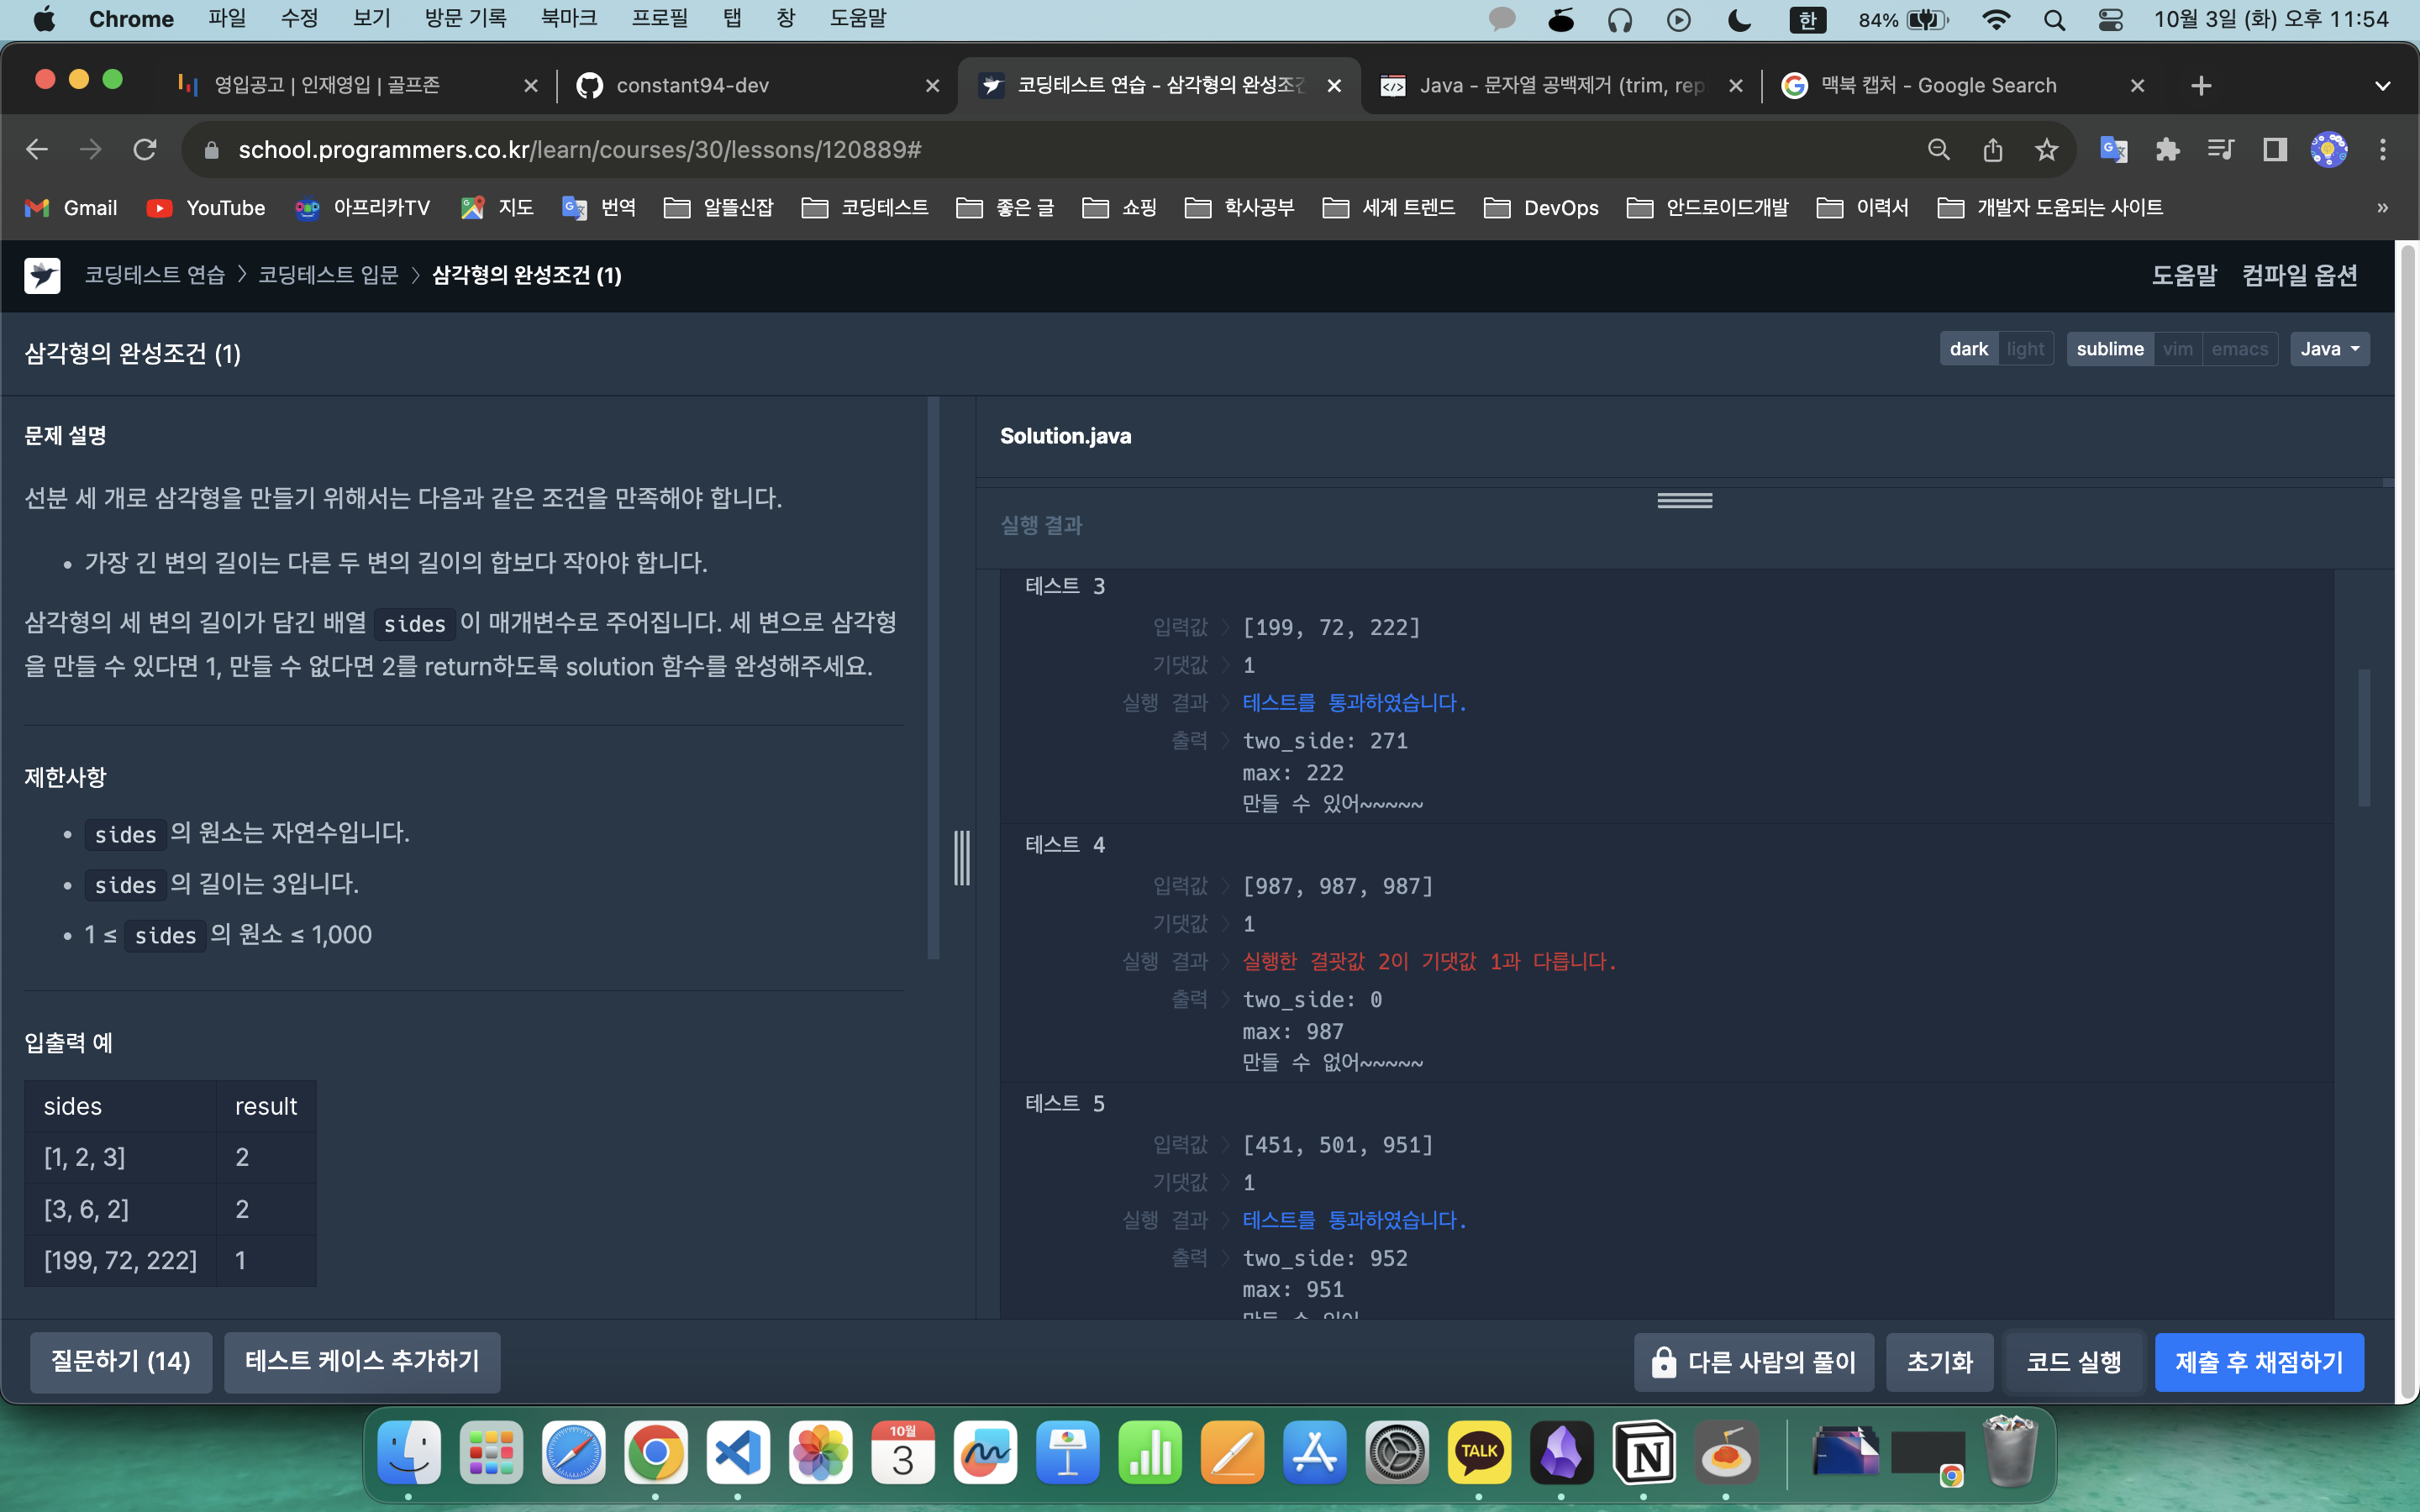 Chrome 파일 수정 보기 방문 기록 북마크 프로필 탭 창 도움말 한 84% 10월 3일 (화) 오후 11:54
영입공고 | 인재영입 | 골프존 constant94-dev 코딩테스트 연습 - 삼각형의 완성조건 Java - 문자열 공백제거 (trim, rep 맥북 캡처 - Google Search
school.programmers.co.kr/learn/courses/30/lessons/120889#
Gmail YouTube 아프리카TV 지도 번역 알뜰신잡 코딩테스트 좋은 글 쇼핑 학사공부 세계 트렌드 DevOps 안드로이드개발 이력서 개발자 도움되는 사이트 »
코딩테스트 연습 > 코딩테스트 입문 > 삼각형의 완성조건 (1) 도움말 컴파일 옵션
삼각형의 완성조건 (1) dark light sublime vim emacs Java
문제 설명
선분 세 개로 삼각형을 만들기 위해서는 다음과 같은 조건을 만족해야 합니다.
• 가장 긴 변의 길이는 다른 두 변의 길이의 합보다 작아야 합니다.
삼각형의 세 변의 길이가 담긴 배열 sides이 매개변수로 주어집니다. 세 변으로 삼각형
을 만들 수 있다면 1, 만들 수 없다면 2를 return하도록 solution 함수를 완성해주세요.
제한사항
• sides의 원소는 자연수입니다.
• sides의 길이는 3입니다.
• 1 ≤ sides의 원소 ≤ 1,000
입출력 예
sides result
[1, 2, 3] 2
[3, 6, 2] 2
[199, 72, 222] 1
Solution.java
실행 결과
테스트 3
입력값 > [199, 72, 222]
기댓값 > 1
실행 결과 > 테스트를 통과하였습니다.
출력 > two_side: 271
max: 222
만들 수 있어~~~~~
테스트 4
입력값 > [987, 987, 987]
기댓값 > 1
실행 결과 > 실행한 결괏값 2이 기댓값 1과 다릅니다.
출력 > two_side: 0
max: 987
만들 수 없어~~~~~
테스트 5
입력값 > [451, 501, 951]
기댓값 > 1
실행 결과 > 테스트를 통과하였습니다.
출력 > two_side: 952
max: 951
질문하기 (14) 테스트 케이스 추가하기 다른 사람의 풀이 초기화 코드 실행 제출 후 채점하기
10월
3
TALK